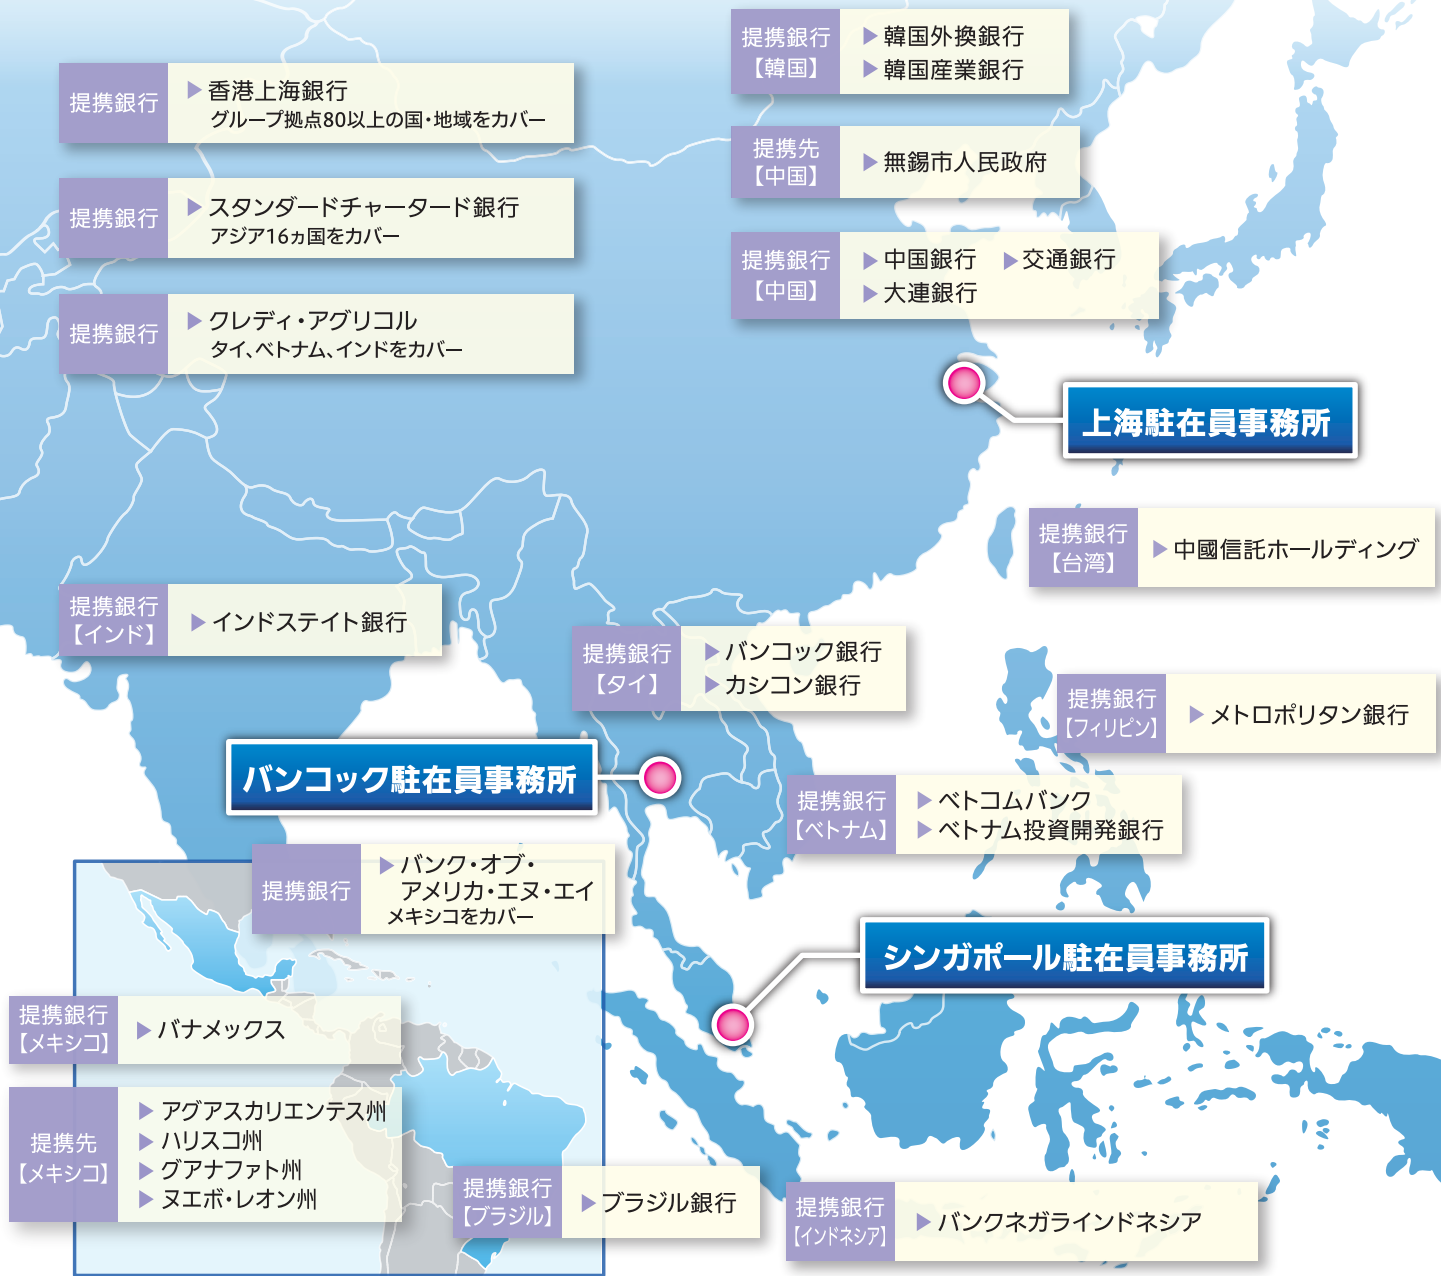 提携銀行
▶香港上海銀行
グループ拠点80以上の国・地域をカバー
提携銀行
▶スタンダードチャータード銀行
アジア16ヵ国をカバー
提携銀行
▶クレディ・アグリコル
タイ、ベトナム、インドをカバー
提携銀行
【韓国】
▶韓国外換銀行
▶韓国産業銀行
提携先
【中国】
▶無錫市人民政府
提携銀行
【中国】
▶中国銀行 ▶交通銀行
▶大連銀行
上海駐在員事務所
提携銀行
【台湾】
▶中國信託ホールディング
提携銀行
【インド】
▶インドステイト銀行
提携銀行
【タイ】
▶バンコック銀行
▶カシコン銀行
提携銀行
【フィリピン】
▶メトロポリタン銀行
バンコック駐在員事務所
提携銀行
【ベトナム】
▶ベトコムバンク
▶ベトナム投資開発銀行
提携銀行
▶バンク・オブ・
アメリカ・エヌ・エイ
メキシコをカバー
シンガポール駐在員事務所
提携銀行
【メキシコ】
▶バナメックス
提携先
【メキシコ】
▶アグアスカリエンテス州
▶ハリスコ州
▶グアナファト州
▶ヌエボ・レオン州
提携銀行
【ブラジル】
▶ブラジル銀行
提携銀行
【インドネシア】
▶バンクネガラインドネシア